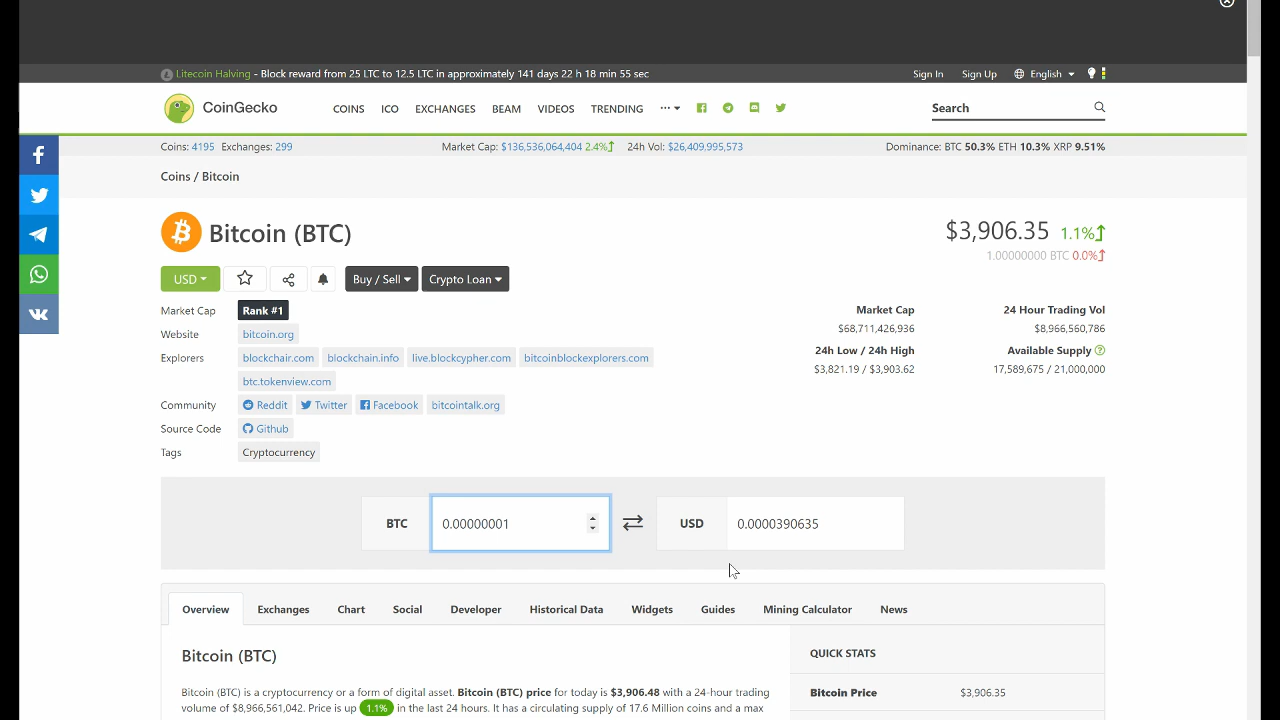 Litecoin Halving - Block reward from 25 LTC to 12.5 LTC in approximately 141 days 22 h 18 min 55 sec
Sign In Sign Up English
CoinGecko
COINS ICO EXCHANGES BEAM VIDEOS TRENDING ...
Search
Coins: 4195 Exchanges: 299 Market Cap: $136,536,064,404 2.4% 24h Vol: $26,409,995,573 Dominance: BTC 50.3% ETH 10.3% XRP 9.51%
Coins / Bitcoin
Bitcoin (BTC)
$3,906.35 1.1%
1.00000000 BTC 0.0%
USD Buy / Sell Crypto Loan
Market Cap Rank #1
Website bitcoin.org
Explorers blockchair.com blockchain.info live.blockcypher.com bitcoinblockexplorers.com
btc.tokenview.com
Community Reddit Twitter Facebook bitcointalk.org
Source Code Github
Tags Cryptocurrency
Market Cap 24 Hour Trading Vol
$68,711,426,936 $8,966,560,786
24h Low / 24h High Available Supply
$3,821.19 / $3,903.62 17,589,675 / 21,000,000
BTC 0.00000001 USD 0.0000390635
Overview Exchanges Chart Social Developer Historical Data Widgets Guides Mining Calculator News
Bitcoin (BTC)
Bitcoin (BTC) is a cryptocurrency or a form of digital asset. Bitcoin (BTC) price for today is $3,906.48 with a 24-hour trading
volume of $8,966,561,042. Price is up 1.1% in the last 24 hours. It has a circulating supply of 17.6 Million coins and a max
QUICK STATS
Bitcoin Price $3,906.35